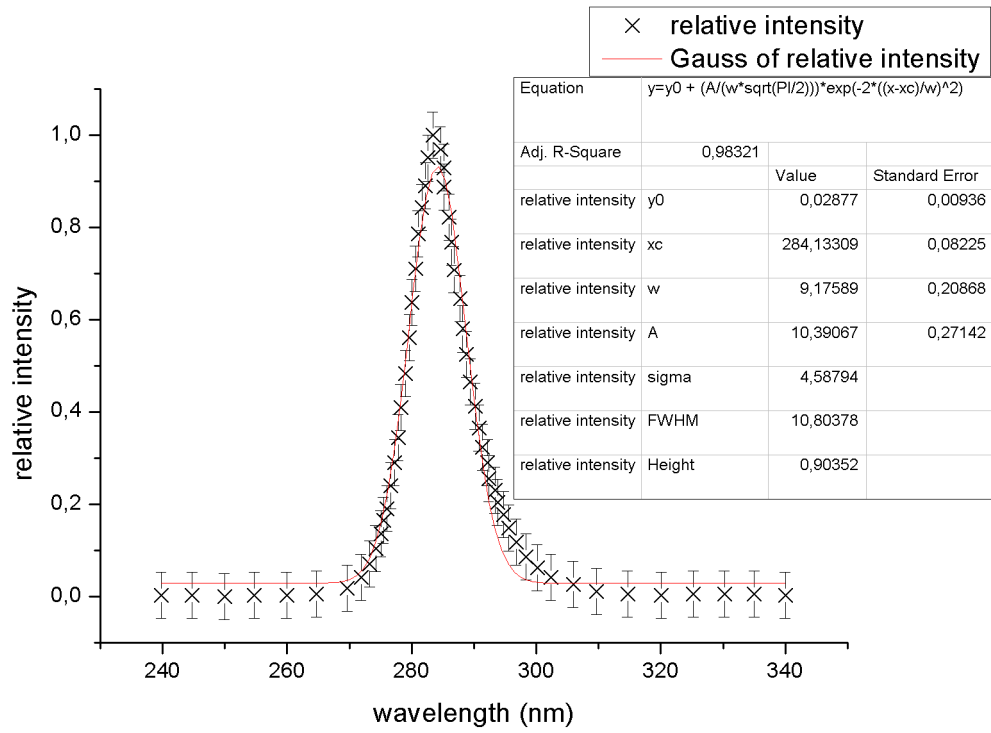 relative intensity
Gauss of relative intensity
Equation y=y0 + (A/(w*sqrt(PI/2)))*exp(-2*((x-xc)/w)^2)
Adj. R-Square 0,98321
Value Standard Error
relative intensity y0 0,02877 0,00936
relative intensity xc 284,13309 0,08225
relative intensity w 9,17589 0,20868
relative intensity A 10,39067 0,27142
relative intensity sigma 4,58794
relative intensity FWHM 10,80378
relative intensity Height 0,90352
relative intensity
1,0
0,8
0,6
0,4
0,2
0,0
240 260 280 300 320 340
wavelength (nm)